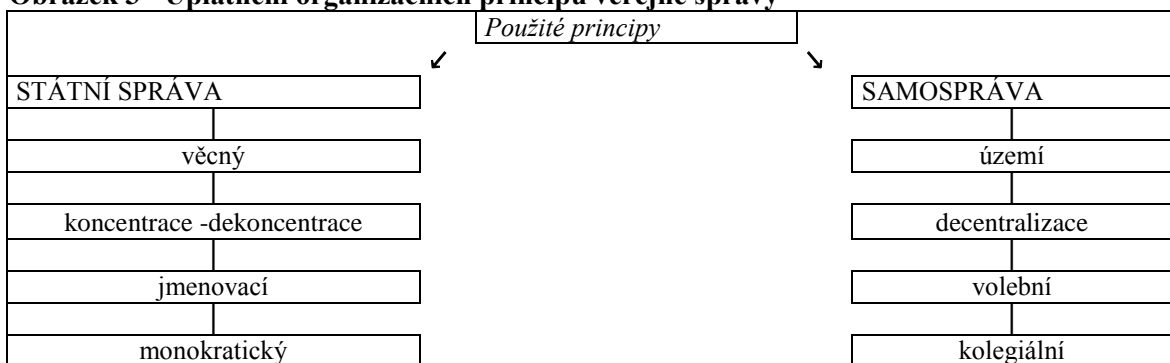 Obrázek 3 - Uplatnění organizačních principů veřejné správy
Použité principy
STÁTNÍ SPRÁVA
SAMOSPRÁVA
věcný
území
koncentrace -dekoncentrace
decentralizace
jmenovací
volební
monokratický
kolegiální